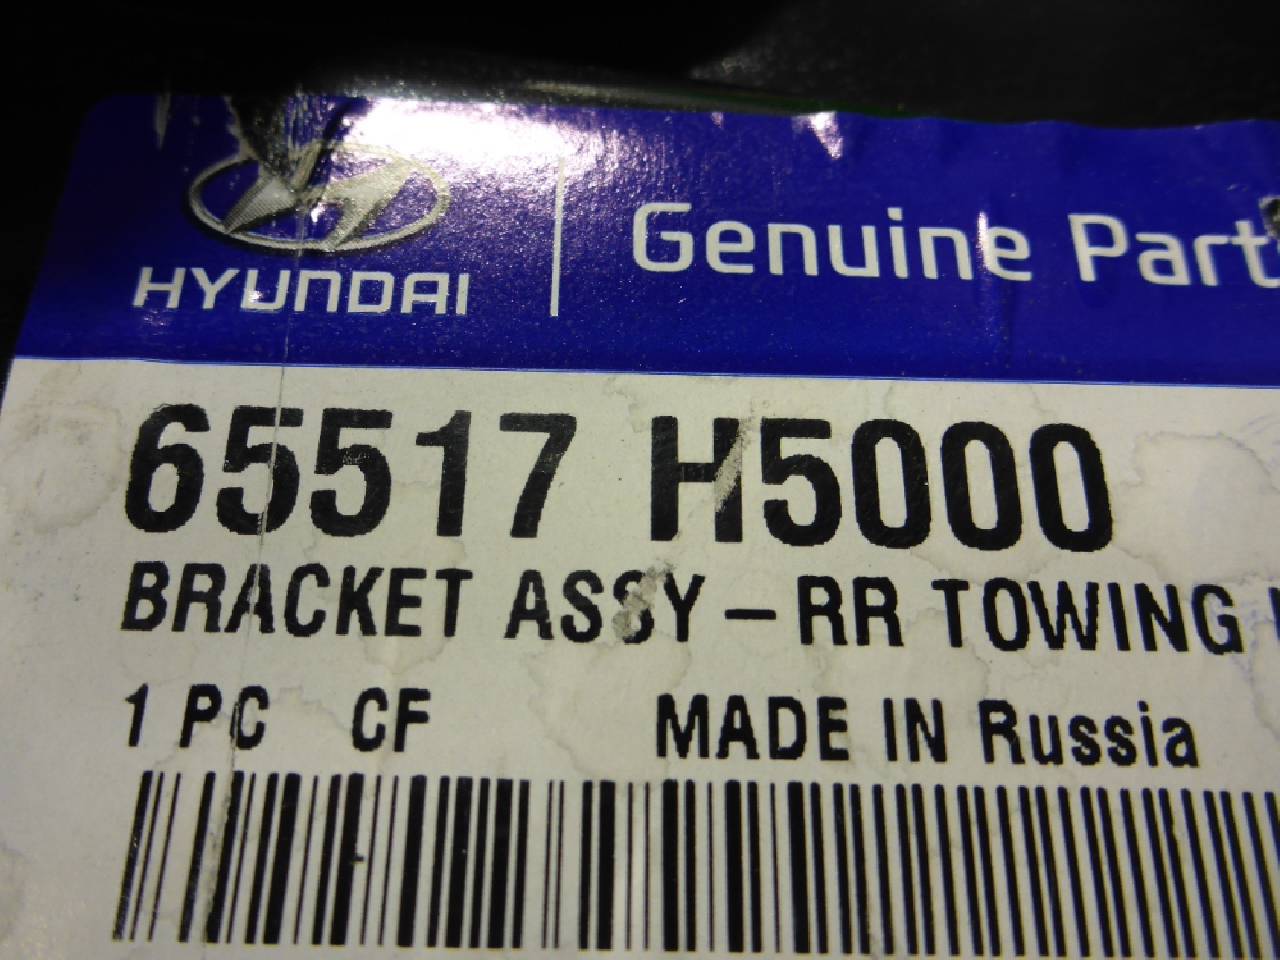 HYUNDAI
Genuine Part
65517 H5000
BRACKET ASSY-RR TOWING
1 PC CF MADE IN Russia